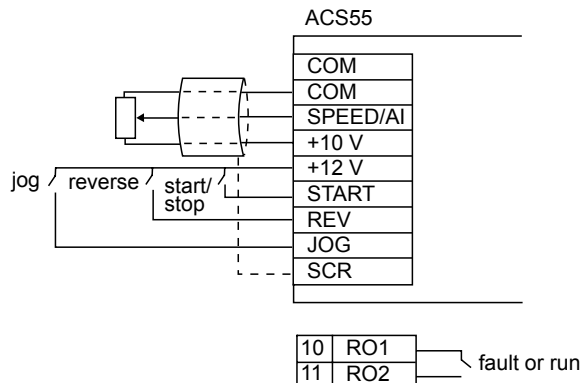 ACS55
COM
COM
SPEED/AI
+10 V
+12 V
START
REV
JOG
SCR
jog
reverse
start/
stop
10 RO1
11 RO2
fault or run